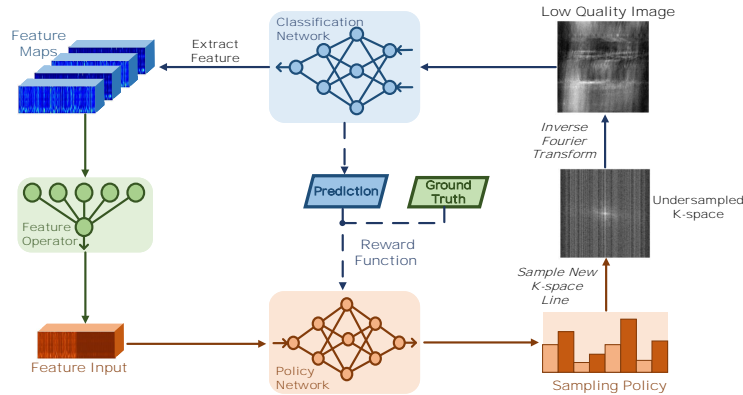 Low Quality Image
Classification
Network
Feature
Maps
Extract
Feature
Inverse
Fourier
Transform
Prediction
Ground
Truth
Undersampled
K-space
Feature
Operator
Reward
Function
Sample New
K-space
Line
Feature Input
Policy
Network
Sampling Policy